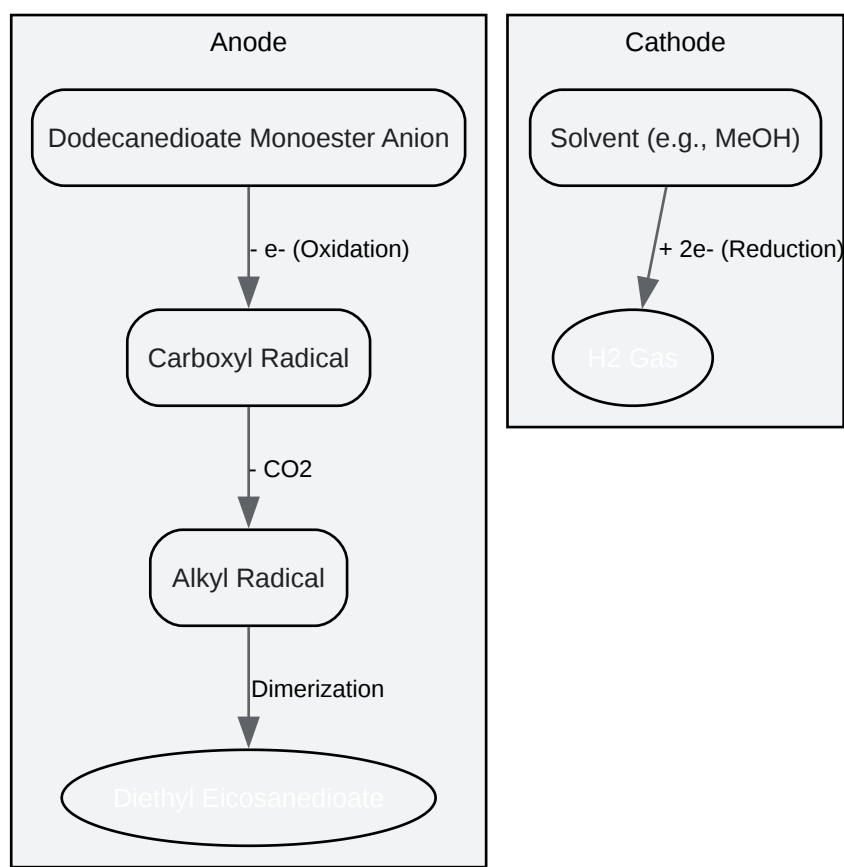 Anode
Dodecanedioate Monoester Anion
- e- (Oxidation)
Carboxyl Radical
- CO2
Alkyl Radical
Dimerization
Diethyl Eicosanedioate
Cathode
Solvent (e.g., MeOH)
+ 2e- (Reduction)
H2 Gas